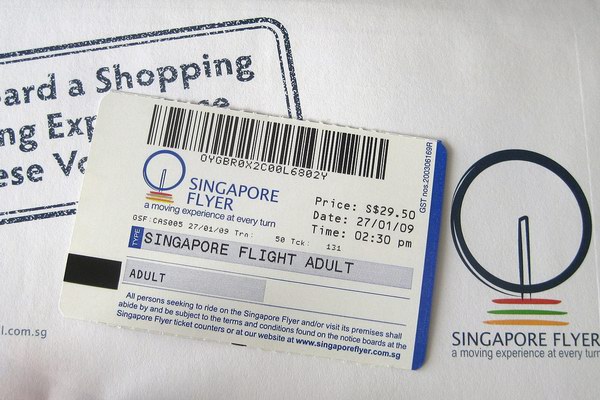 ard a Shopping
ng Exp
ese Vo
0YGBR0X2C00L6802Y
GST nos.200306169R
SINGAPORE
FLYER
a moving experience at every turn
Price: S$29.50
Date: 27/01/09
Time: 02:30 pm
GSF:CAS005 27/01/09 Trn: 50 Tck: 131
TYPE
SINGAPORE FLIGHT ADULT
ADULT
All persons seeking to ride on the Singapore Flyer and/or visit its premises shall
abide by and be subject to the terms and conditions found on the notice boards at the
Singapore Flyer ticket counters or at our website at www.singaporeflyer.com.sg
l.com.sg
SINGAPORE FLYER
a moving experience at every turn